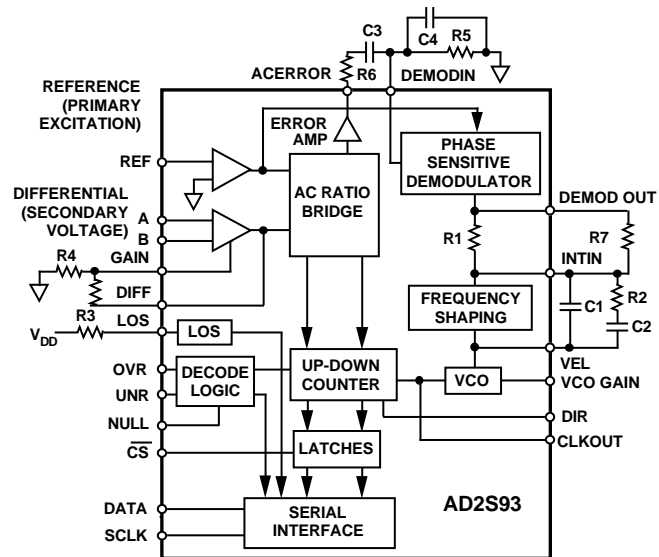 C4
C3
R5
R6
ACERROR
DEMODIN
REFERENCE
(PRIMARY
EXCITATION)
ERROR
AMP
PHASE
SENSITIVE
DEMODULATOR
REF
AC RATIO
BRIDGE
DIFFERENTIAL
(SECONDARY
VOLTAGE)
DEMOD OUT
A
B
R1
R7
GAIN
R4
INTIN
DIFF
FREQUENCY
SHAPING
C1
R2
C2
R3
LOS
VDD
LOS
VEL
OVR
DECODE
LOGIC
UP-DOWN
COUNTER
VCO
VCO GAIN
UNR
NULL
DIR
CS
LATCHES
CLKOUT
DATA
SCLK
SERIAL
INTERFACE
AD2S93